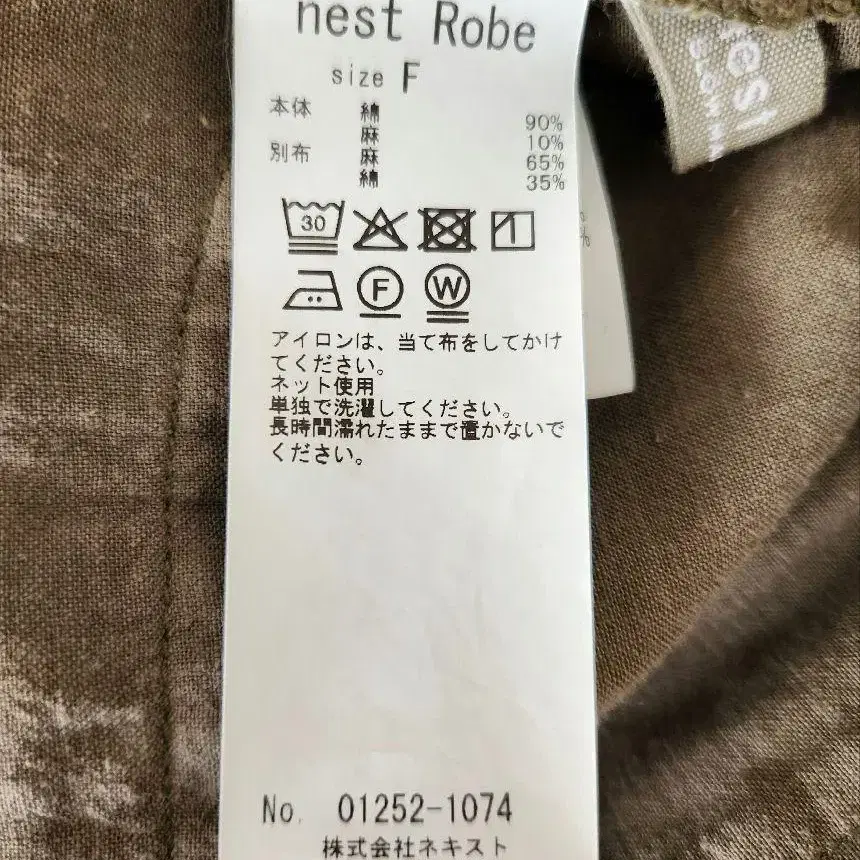 nest Robe
size F
本体 綿 90%
麻 10%
別布 麻 65%
綿 35%
30
F W
アイロンは、当て布をしてかけ
てください。
ネット使用
単独で洗濯してください。
長時間濡れたままで置かないで
ください。
No. 01252-1074
株式会社ネキスト